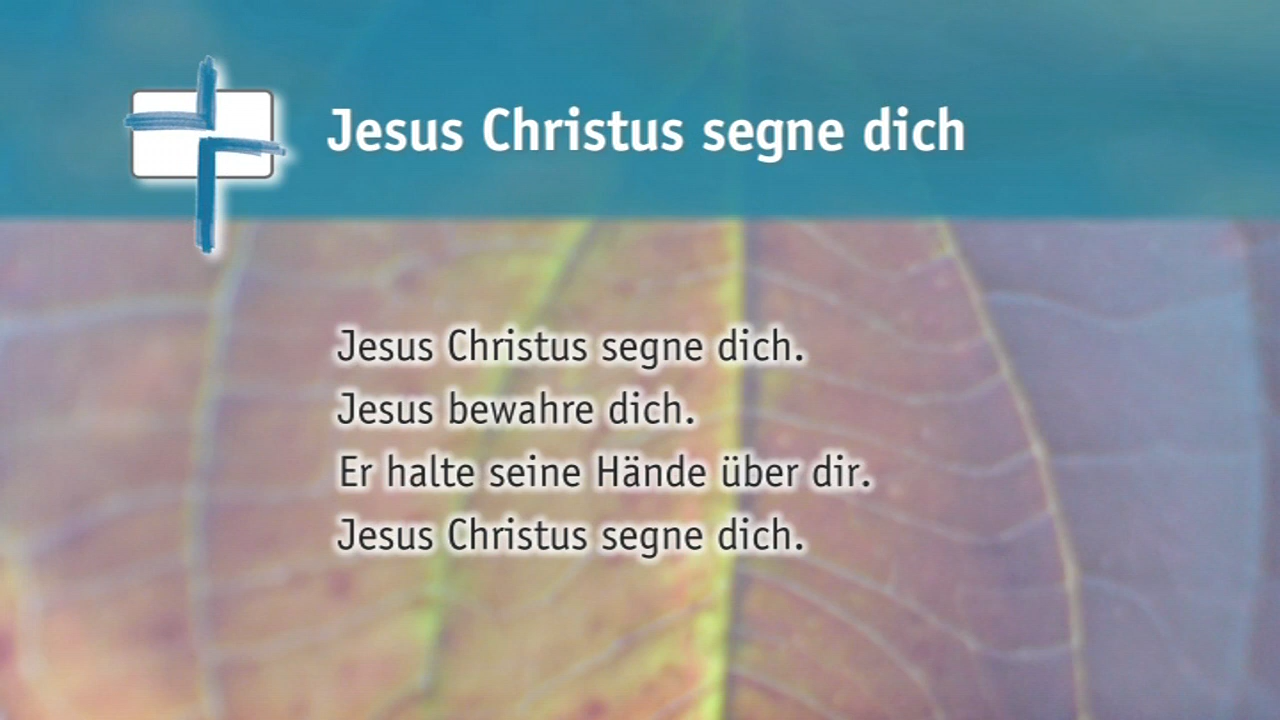 Jesus Christus segne dich
Jesus Christus segne dich.
Jesus bewahre dich.
Er halte seine Hände über dir.
Jesus Christus segne dich.